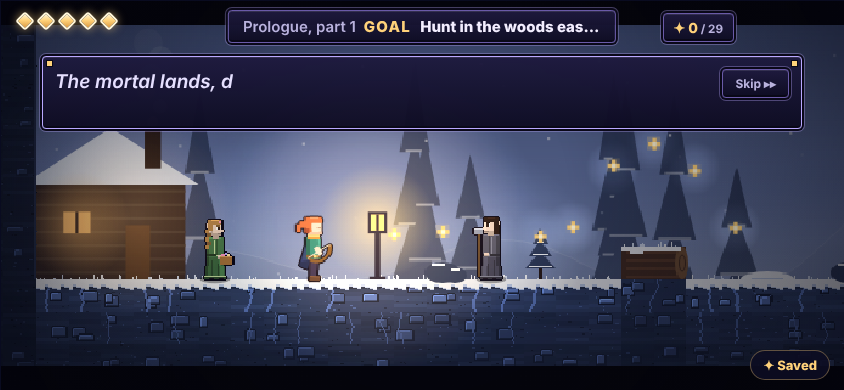 Prologue, part 1 GOAL Hunt in the woods eas...
✦ 0 / 29
The mortal lands, d
Skip ▸▸
✦ Saved